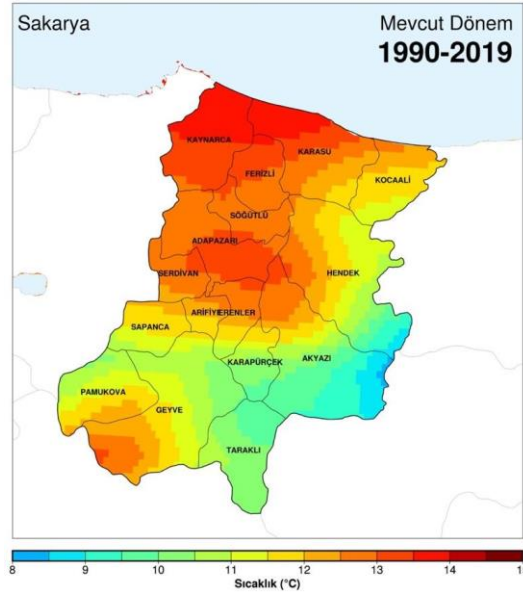 Sakarya
Mevcut Dönem
1990-2019
KAYNARCA
KARASU
FERİZLİ
KOCAALİ
SÖĞÜTLÜ
ADAPAZARI
SERDİVAN
HENDEK
ARİFİYE
ERENLER
SAPANCA
KARAPÜRÇEK
AKYAZI
PAMUKOVA
GEYVE
TARAKLI
8 9 10 11 12 13 14
Sıcaklık (°C)